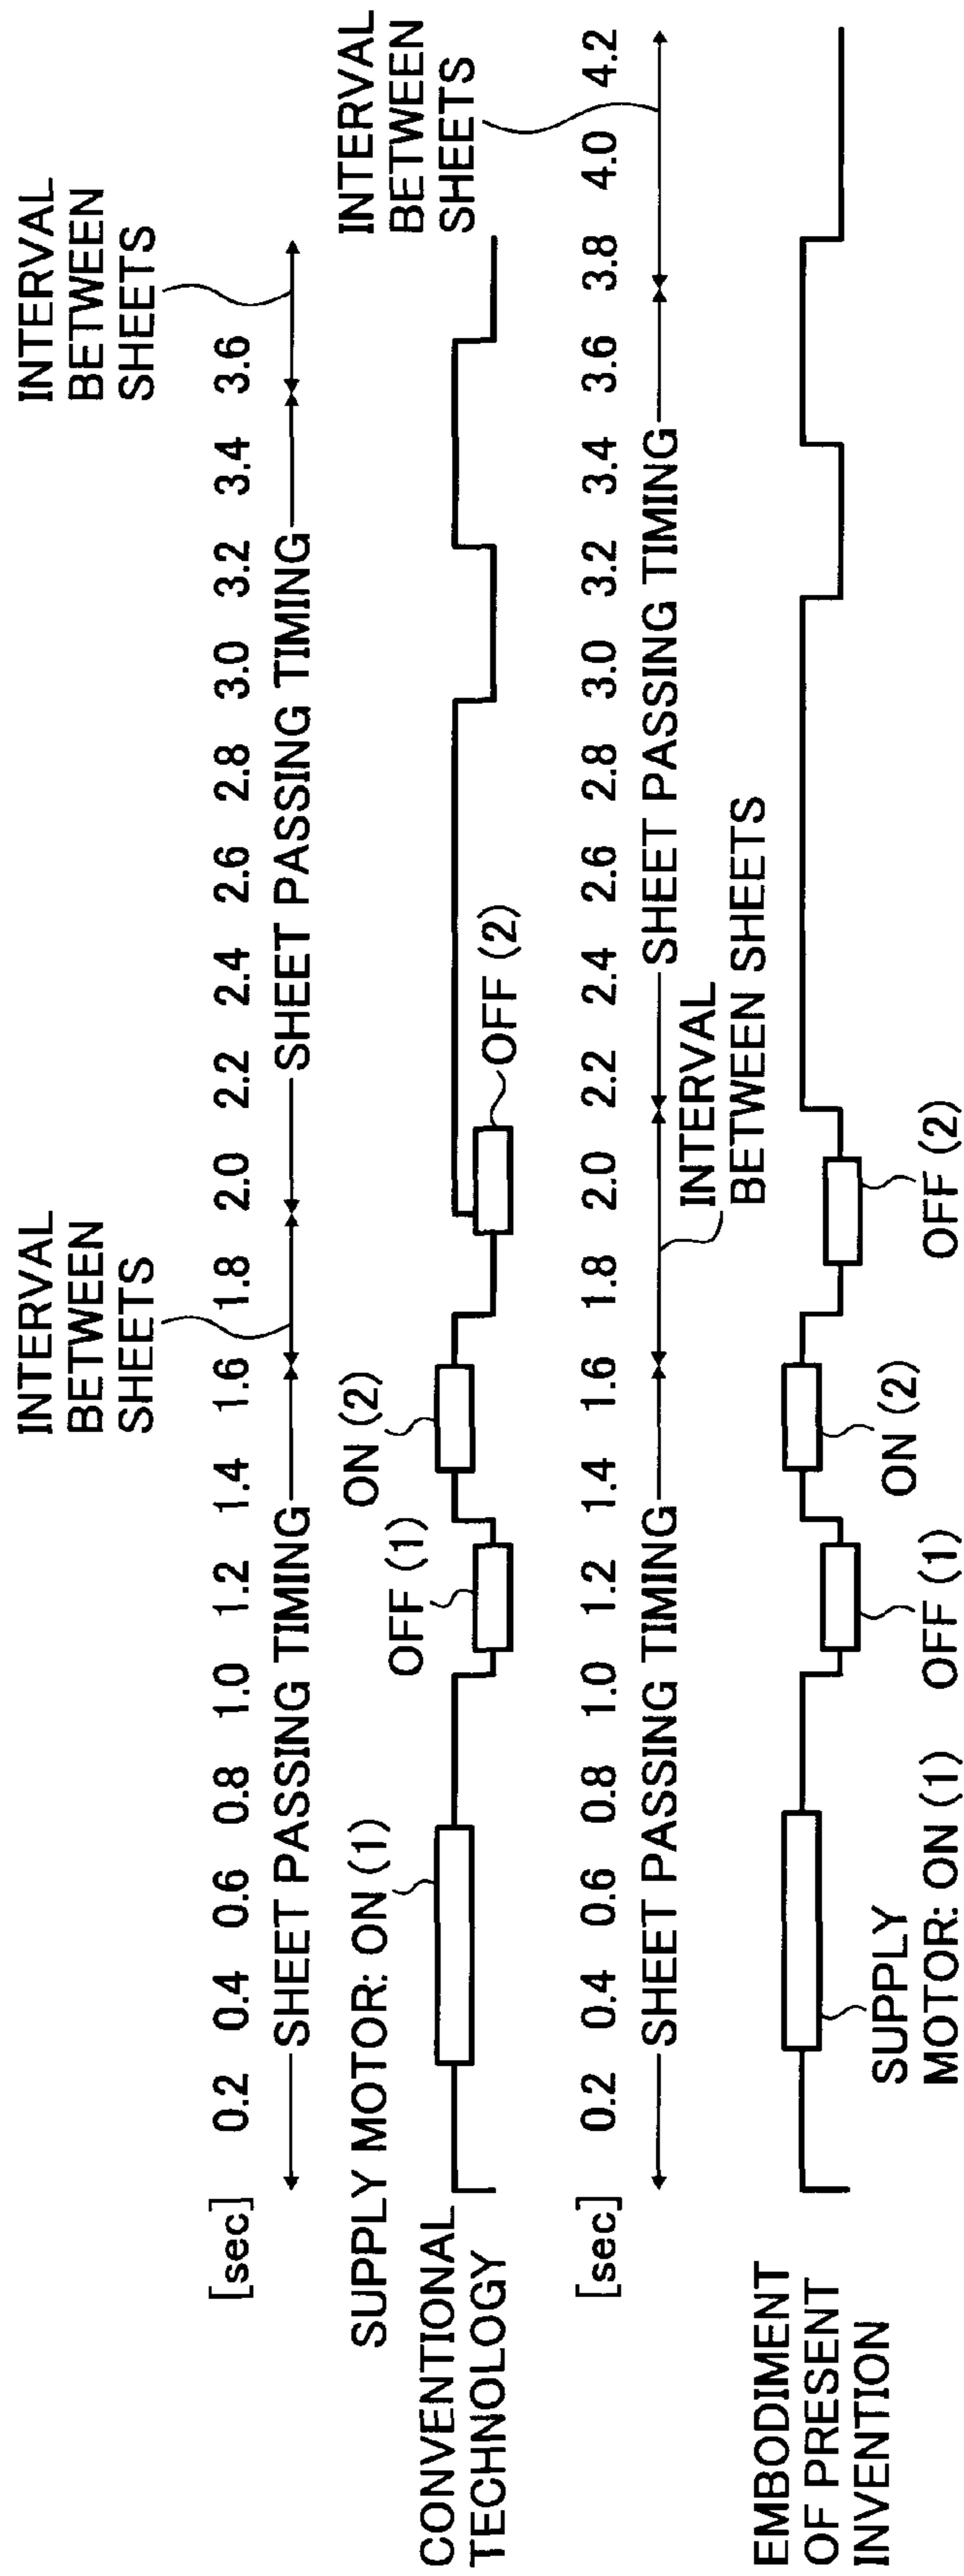 INTERVAL
BETWEEN
SHEETS
INTERVAL
BETWEEN
SHEETS
[sec] 0.2 0.4 0.6 0.8 1.0 1.2 1.4 1.6 1.8 2.0 2.2 2.4 2.6 2.8 3.0 3.2 3.4 3.6
SHEET PASSING TIMING SHEET PASSING TIMING
SUPPLY MOTOR: ON (1)
OFF (1)
ON (2)
OFF (2)
CONVENTIONAL
TECHNOLOGY
INTERVAL
BETWEEN
SHEETS
[sec] 0.2 0.4 0.6 0.8 1.0 1.2 1.4 1.6 1.8 2.0 2.2 2.4 2.6 2.8 3.0 3.2 3.4 3.6 3.8 4.0 4.2
SHEET PASSING TIMING SHEET PASSING TIMING
INTERVAL
BETWEEN SHEETS
EMBODIMENT
OF PRESENT
INVENTION
SUPPLY
MOTOR: ON (1)
OFF (1)
ON (2)
OFF (2)